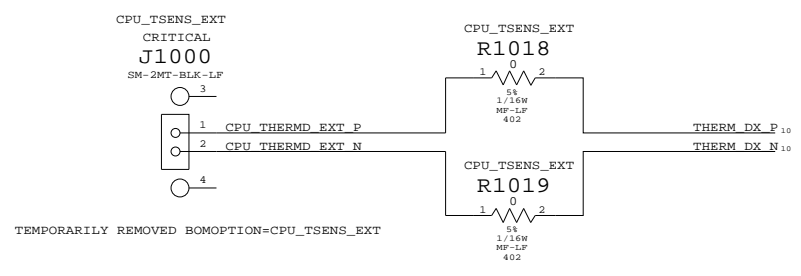 CPU_TSENS_EXT
CRITICAL
J1000
SM-2MT-BLK-LF
3
1 CPU_THERMD_EXT_P
2 CPU_THERMD_EXT_N
4
CPU_TSENS_EXT
R1018
0
1 2
5%
1/16W
MF-LF
402
THERM_DX_P 10
THERM_DX_N 10
CPU_TSENS_EXT
R1019
0
1 2
5%
1/16W
MF-LF
402
TEMPORARILY REMOVED BOMOPTION=CPU_TSENS_EXT